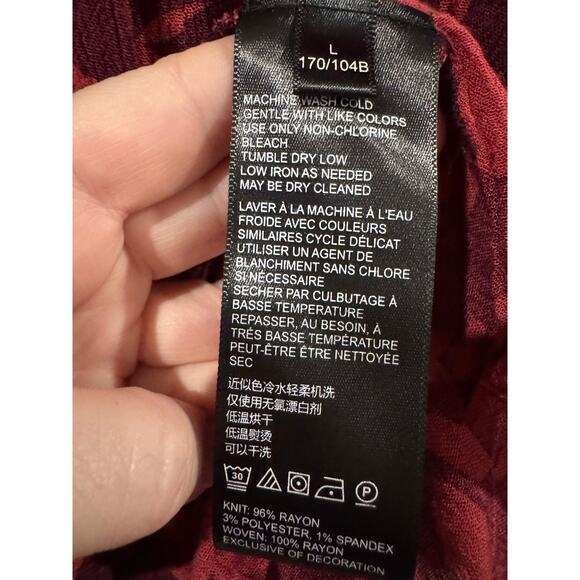 L
170/104B
MACHINE WASH COLD
GENTLE WITH LIKE COLORS
USE ONLY NON-CHLORINE
BLEACH
TUMBLE DRY LOW
LOW IRON AS NEEDED
MAY BE DRY CLEANED
LAVER À LA MACHINE À L'EAU
FROIDE AVEC COULEURS
SIMILAIRES CYCLE DÉLICAT
UTILISER UN AGENT DE
BLANCHIMENT SANS CHLORE
SI NÉCESSAIRE
SÉCHER PAR CULBUTAGE À
BASSE TEMPÉRATURE
REPASSER, AU BESOIN, À
TRÈS BASSE TEMPÉRATURE
PEUT-ÊTRE ÊTRE NETTOYÉE
SEC
近似色冷水轻柔机洗
仅使用无氯漂白剂
低温烘干
低温熨烫
可以干洗
30 P
KNIT: 96% RAYON
3% POLYESTER, 1% SPANDEX
WOVEN: 100% RAYON
EXCLUSIVE OF DECORATION